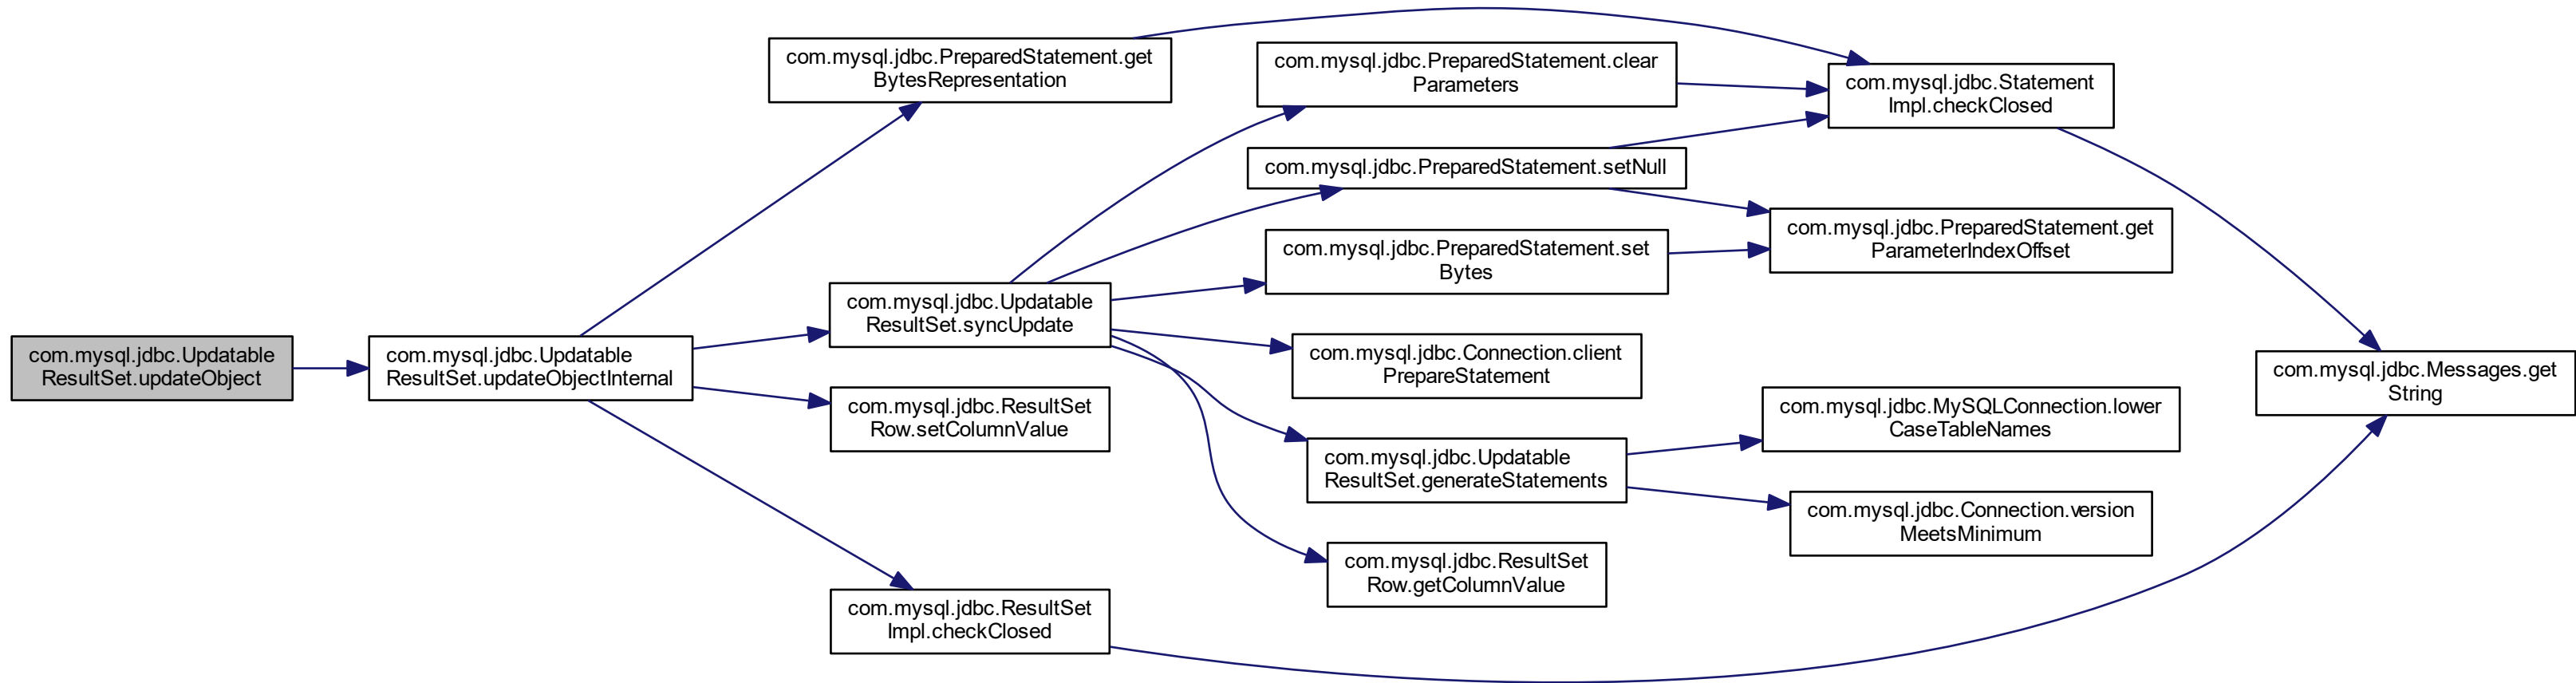 com.mysql.jdbc.Updatable
ResultSet.updateObject
com.mysql.jdbc.Updatable
ResultSet.updateObjectInternal
com.mysql.jdbc.PreparedStatement.get
BytesRepresentation
com.mysql.jdbc.Updatable
ResultSet.syncUpdate
com.mysql.jdbc.ResultSet
Row.setColumnValue
com.mysql.jdbc.ResultSet
Impl.checkClosed
com.mysql.jdbc.PreparedStatement.clear
Parameters
com.mysql.jdbc.PreparedStatement.setNull
com.mysql.jdbc.PreparedStatement.set
Bytes
com.mysql.jdbc.Connection.client
PrepareStatement
com.mysql.jdbc.Updatable
ResultSet.generateStatements
com.mysql.jdbc.ResultSet
Row.getColumnValue
com.mysql.jdbc.Statement
Impl.checkClosed
com.mysql.jdbc.PreparedStatement.get
ParameterIndexOffset
com.mysql.jdbc.MySQLConnection.lower
CaseTableNames
com.mysql.jdbc.Connection.version
MeetsMinimum
com.mysql.jdbc.Messages.get
String